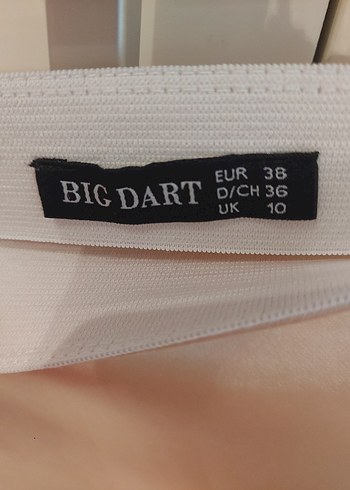 BIG DART
EUR 38
D/CH 36
UK 10